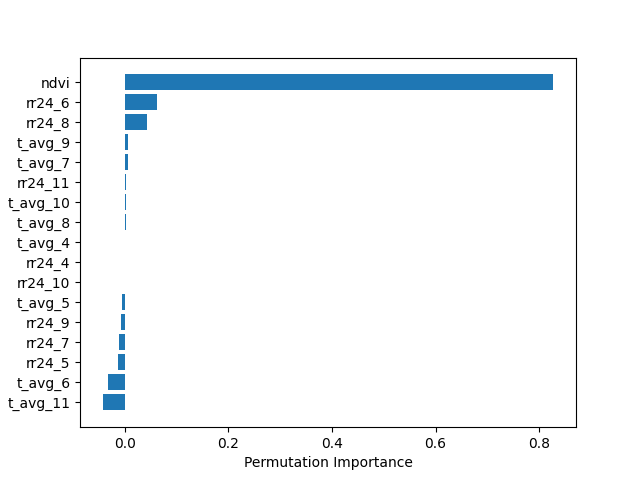 ndvi
rr24_6
rr24_8
t_avg_9
t_avg_7
rr24_11
t_avg_10
t_avg_8
t_avg_4
rr24_4
rr24_10
t_avg_5
rr24_9
rr24_7
rr24_5
t_avg_6
t_avg_11
0.0 0.2 0.4 0.6 0.8
Permutation Importance